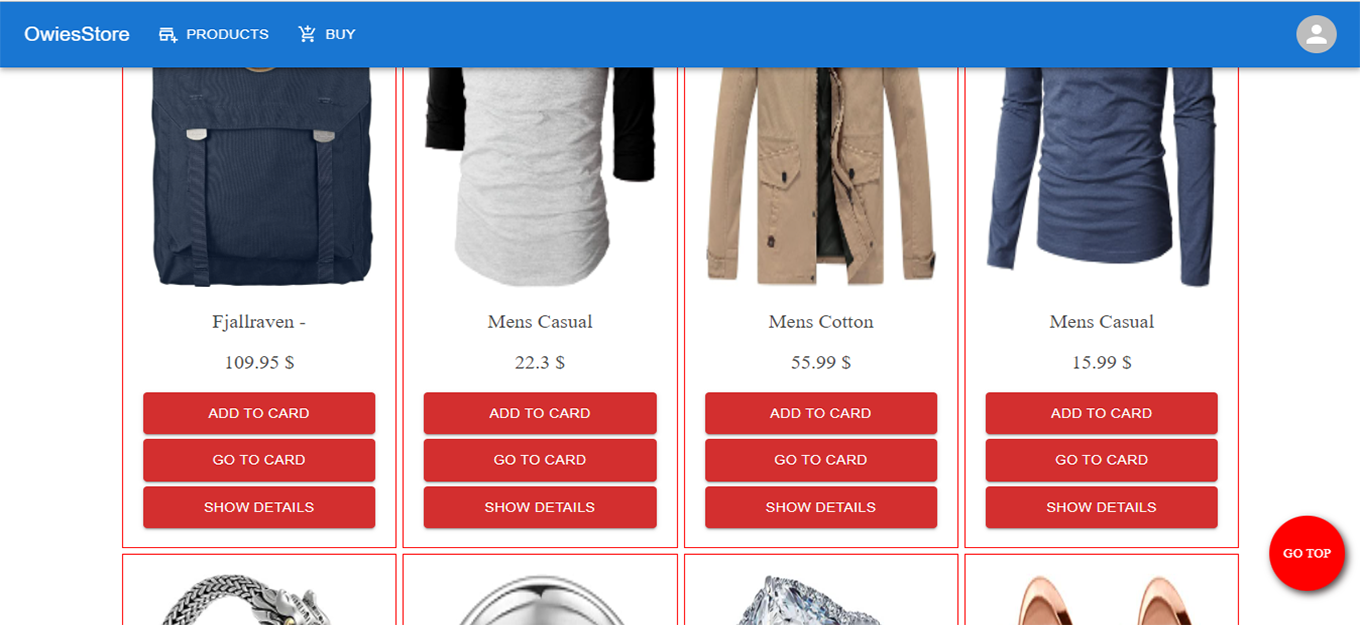 OwiesStore PRODUCTS BUY
Fjallraven - Mens Casual Mens Cotton Mens Casual
109.95 $ 22.3 $ 55.99 $ 15.99 $
ADD TO CARD ADD TO CARD ADD TO CARD ADD TO CARD
GO TO CARD GO TO CARD GO TO CARD GO TO CARD
SHOW DETAILS SHOW DETAILS SHOW DETAILS SHOW DETAILS
GO TOP